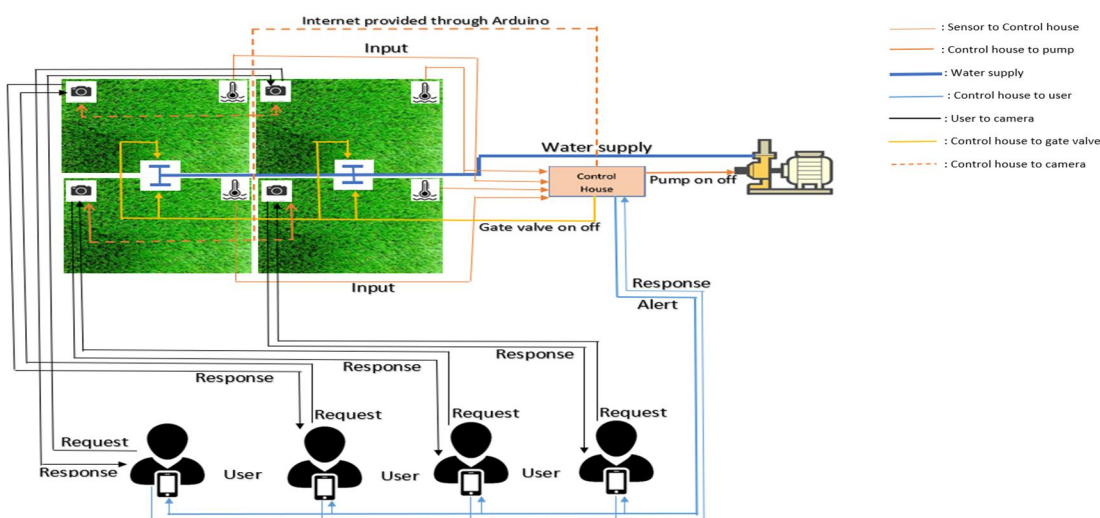 Internet provided through Arduino
Input
Water supply
Control
House
Pump on off
Gate valve on off
Input
Response
Alert
Response
Response
Response
Request
Request
Request
Request
Response
User
User
User
: Sensor to Control house
: Control house to pump
: Water supply
: Control house to user
: User to camera
: Control house to gate valve
: Control house to camera